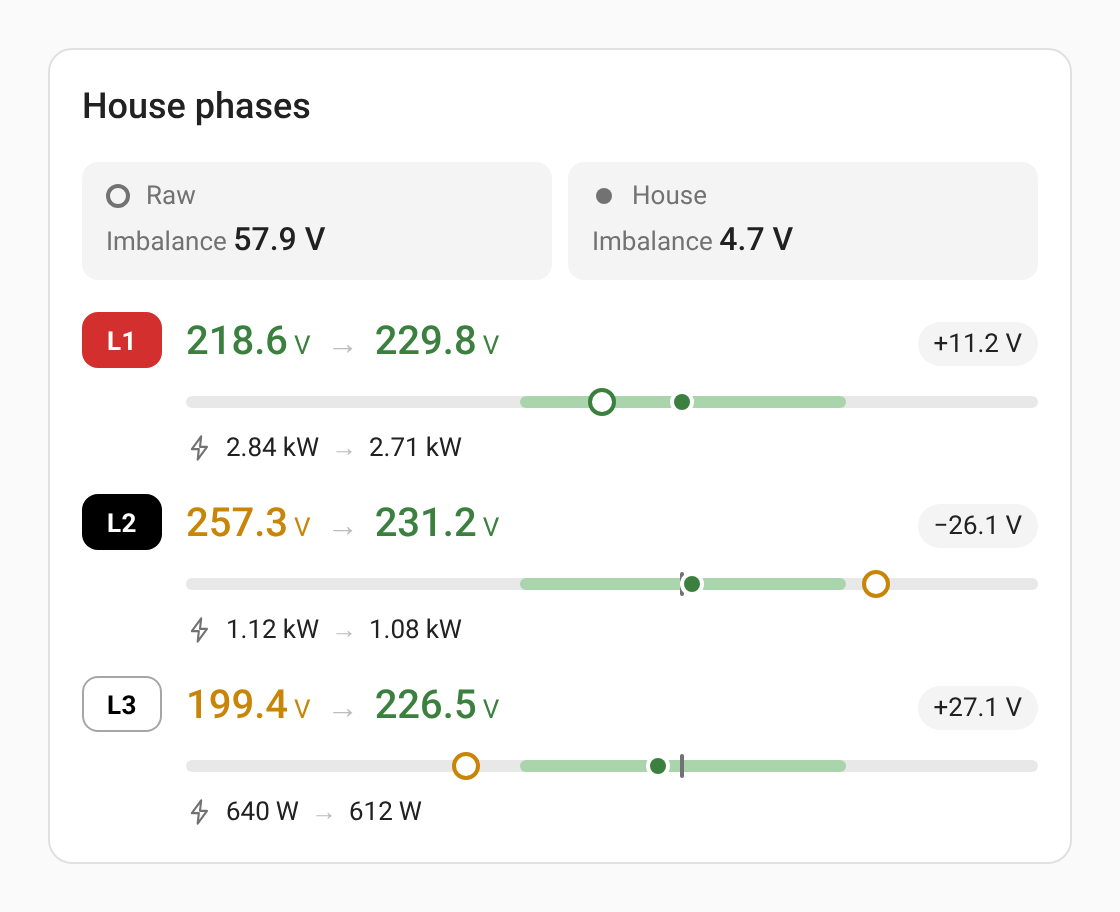 House phases
Raw
Imbalance 57.9 V
House
Imbalance 4.7 V
L1 218.6 V → 229.8 V +11.2 V
2.84 kW → 2.71 kW
L2 257.3 V → 231.2 V −26.1 V
1.12 kW → 1.08 kW
L3 199.4 V → 226.5 V +27.1 V
640 W → 612 W